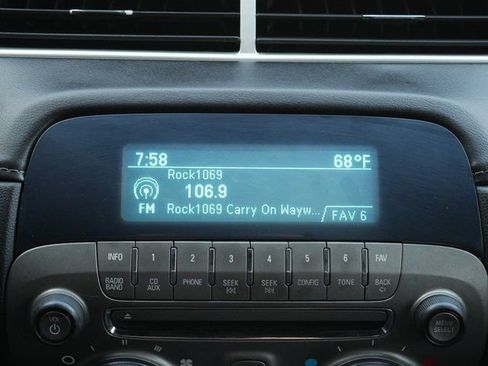 7:58 68°F
Rock1069
106.9
FM Rock1069 Carry On Wayw... FAV 6
INFO 1 2 3 4 5 6 FAV
RADIO BAND CD AUX PHONE SEEK SEEK CONFIG TONE BACK
VOL
MENU
SELECT